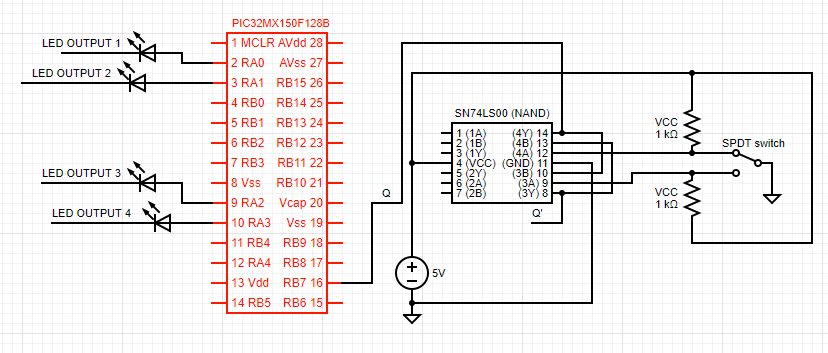 PIC32MX150F128B
LED OUTPUT 1
LED OUTPUT 2
LED OUTPUT 3
LED OUTPUT 4
1 MCLR AVdd 28
2 RA0 AVss 27
3 RA1 RB15 26
4 RB0 RB14 25
5 RB1 RB13 24
6 RB2 RB12 23
7 RB3 RB11 22
8 Vss RB10 21
9 RA2 Vcap 20
10 RA3 Vss 19
11 RB4 RB9 18
12 RA4 RB8 17
13 Vdd RB7 16
14 RB5 RB6 15
Q
SN74LS00 (NAND)
1 (1A) (4Y) 14
2 (1B) (4B) 13
3 (1Y) (4A) 12
4 (VCC) (GND) 11
5 (2Y) (3B) 10
6 (2A) (3A) 9
7 (2B) (3Y) 8
Q'
5V
VCC
1 kΩ
SPDT switch
VCC
1 kΩ